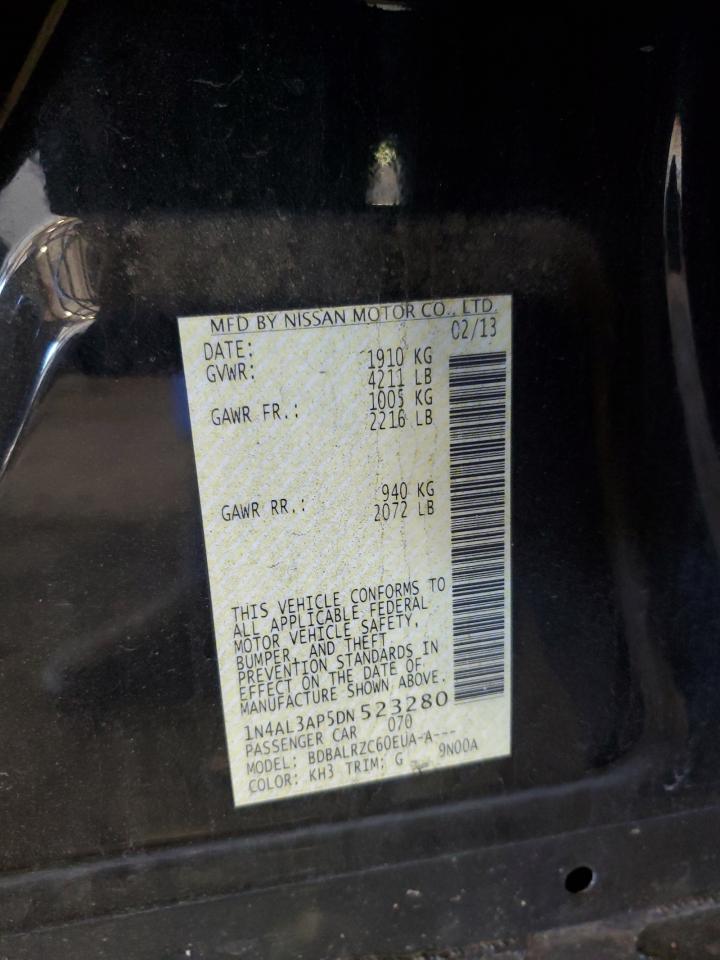 MFD BY NISSAN MOTOR CO., LTD.
DATE: 02/13
GVWR: 1910 KG
4211 LB
GAWR FR.: 1005 KG
2216 LB
GAWR RR.: 940 KG
2072 LB
THIS VEHICLE CONFORMS TO
ALL APPLICABLE FEDERAL
MOTOR VEHICLE SAFETY,
BUMPER, AND THEFT
PREVENTION STANDARDS IN
EFFECT ON THE DATE OF
MANUFACTURE SHOWN ABOVE.
1N4AL3AP5DN 523280
PASSENGER CAR 070
MODEL: BDBALRZC60EUA-A---
COLOR: KH3 TRIM: G 9N00A